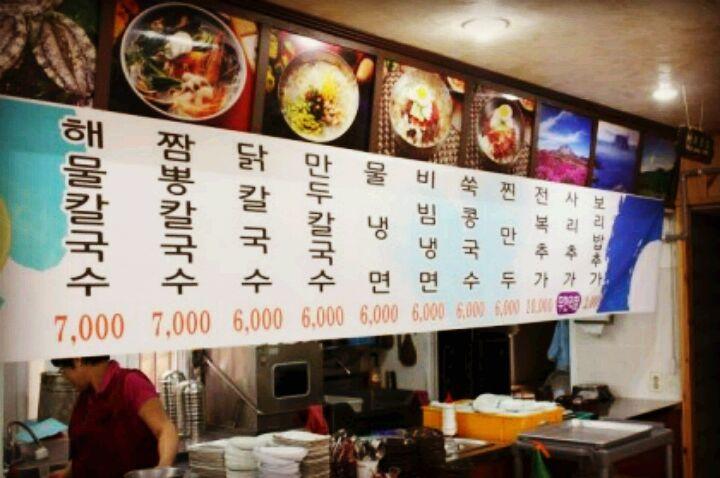 해물칼국수
7,000
짬뽕칼국수
7,000
닭칼국수
6,000
만두칼국수
6,000
물냉면
6,000
비빔냉면
6,000
쑥콩국수
6,000
찐만두
6,000
전복추가
10,000
사리추가
보리밥추가